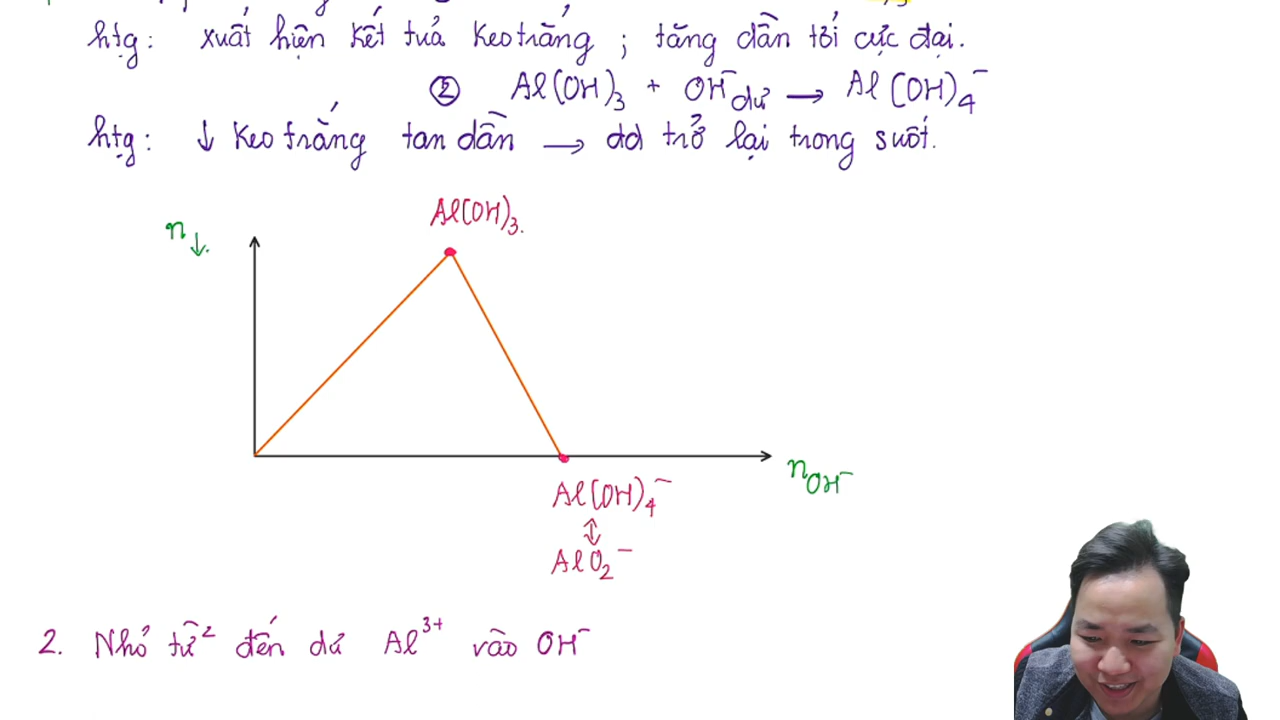 htg: xuất hiện kết tủa keo trắng ; tăng dần tới cực đại.
② Al(OH)₃ + OH⁻dư → Al(OH)₄⁻
htg: ↓ keo trắng tan dần → dd trở lại trong suốt.
Al(OH)₃.
n↓.
nOH⁻
Al(OH)₄⁻
↕
AlO₂⁻
2. Nhỏ từ² đến dư Al³⁺ vào OH⁻